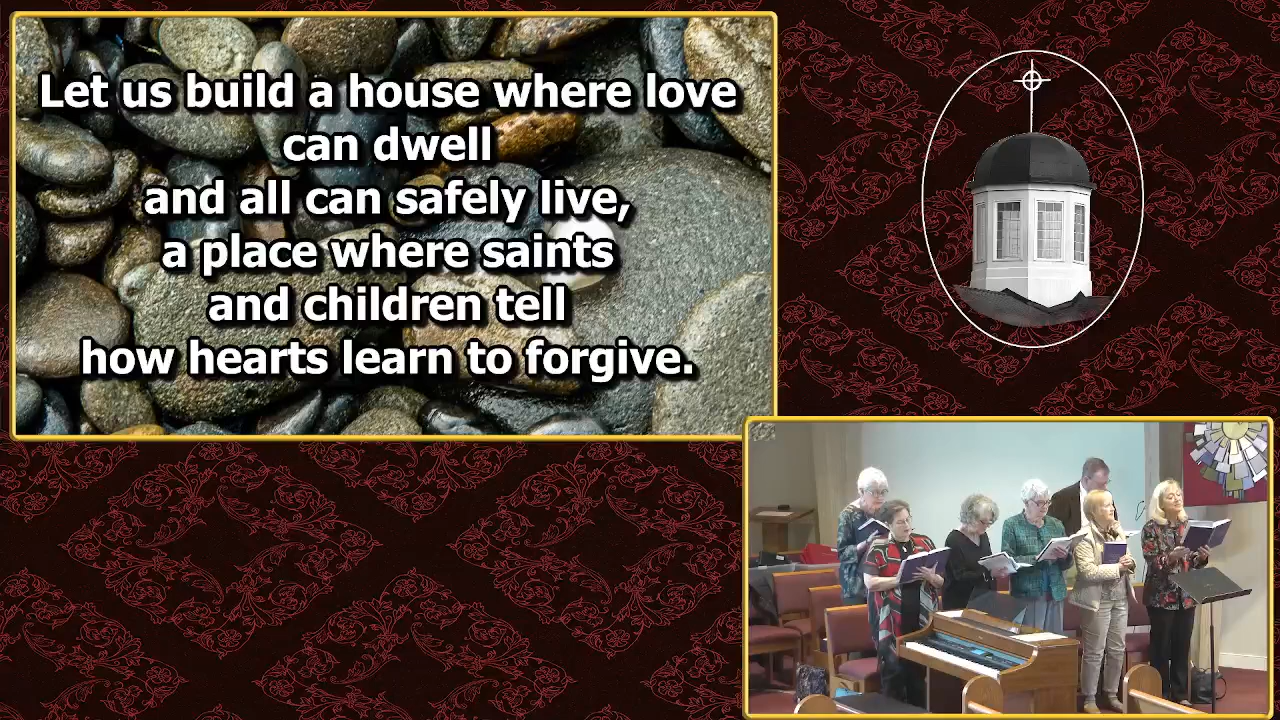 Let us build a house where love
can dwell
and all can safely live,
a place where saints
and children tell
how hearts learn to forgive.